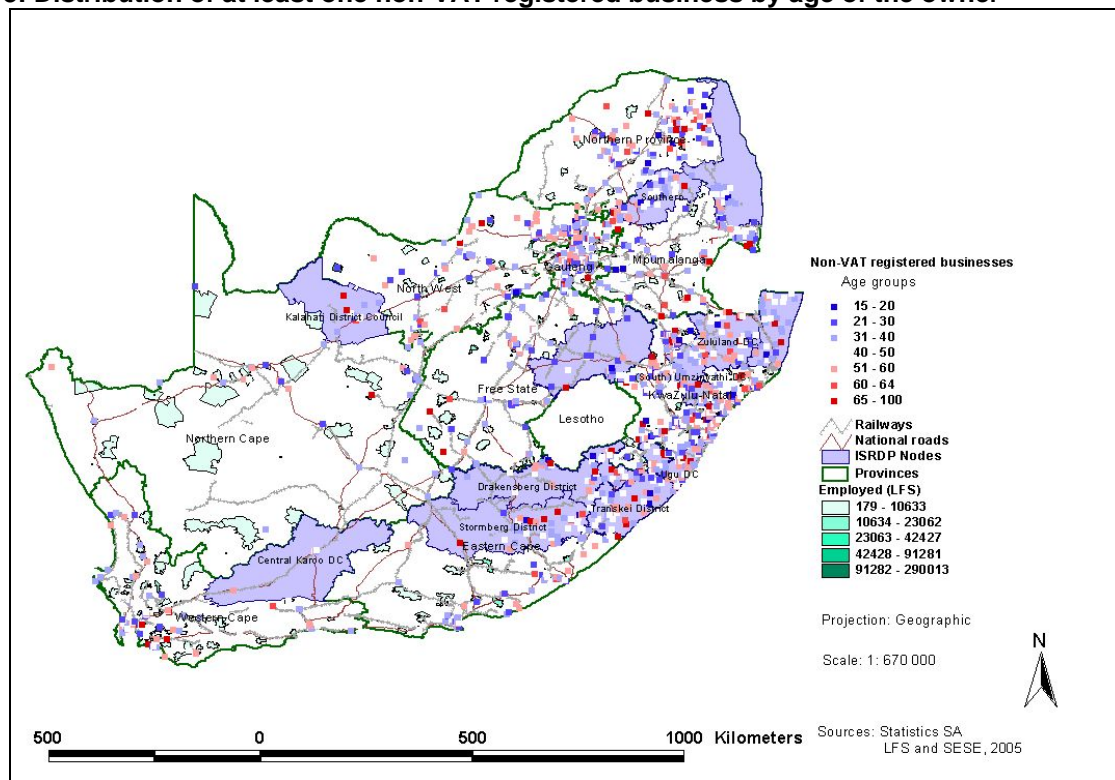 Distribution of at least one non-VAT registered business by age of the owner
Northern Province
Southern
Gauteng
Mpumalanga
North West
Kalahari District Council
Zululand DC
(South) Umzinyathi DC
KwaZulu-Natal
Free State
Lesotho
Northern Cape
Ugu DC
Drakensberg District
Transkei District
Stormberg District
Eastern Cape
Central Karoo DC
Western Cape
Non-VAT registered businesses
Age groups
15 - 20
21 - 30
31 - 40
40 - 50
51 - 60
60 - 64
65 - 100
Railways
National roads
ISRDP Nodes
Provinces
Employed (LFS)
179 - 10633
10634 - 23062
23063 - 42427
42428 - 91281
91282 - 290013
Projection: Geographic
Scale: 1: 670 000
N
500 0 500 1000 Kilometers
Sources: Statistics SA
LFS and SESE, 2005